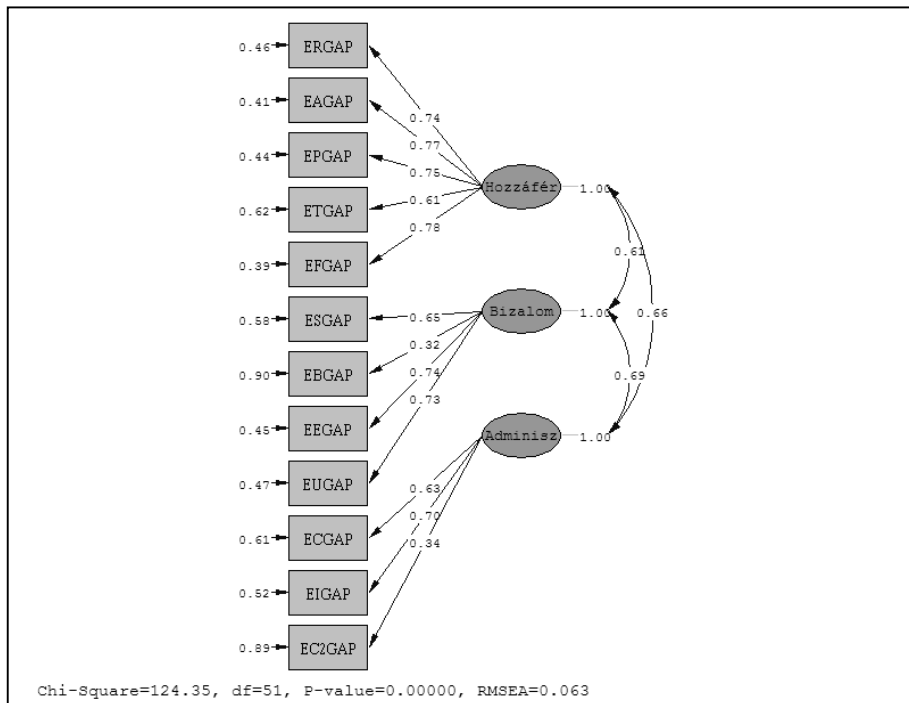 0.46 ERGAP
0.41 EAGAP
0.74
0.77
0.44 EPGAP
0.75
Hozzáfér 1.00
0.62 ETGAP
0.61
0.78
0.39 EFGAP
0.61
0.58 ESGAP
0.65
Bizalom 1.00
0.66
0.32
0.90 EBGAP
0.74
0.69
0.73
0.45 EEGAP
Adminisz 1.00
0.47 EUGAP
0.63
0.70
0.61 ECGAP
0.34
0.52 EIGAP
0.89 EC2GAP
Chi-Square=124.35, df=51, P-value=0.00000, RMSEA=0.063